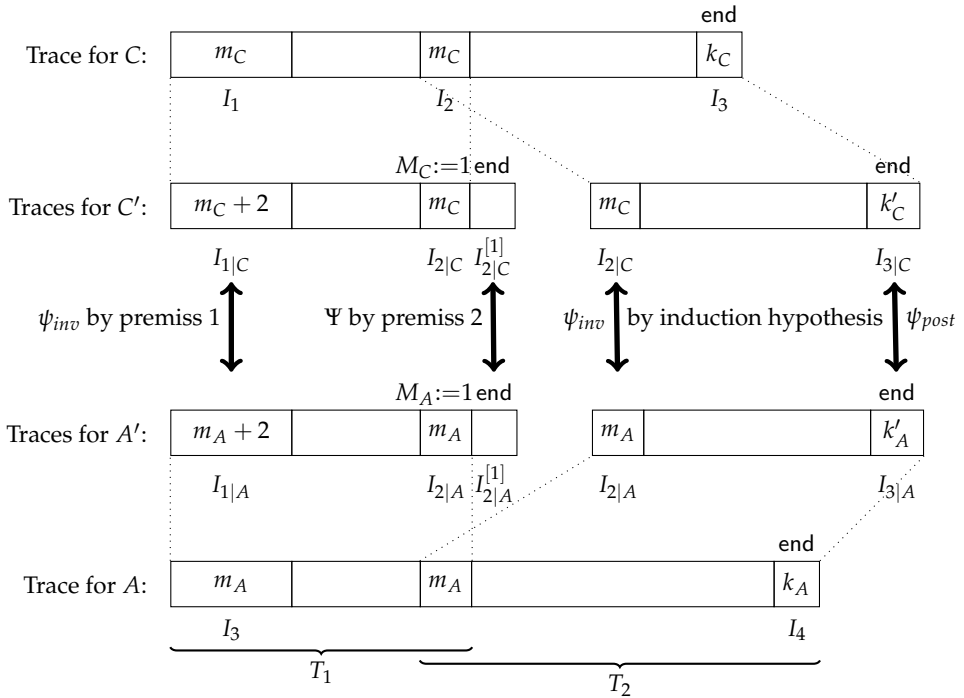 end
Trace for C: m_C m_C k_C
I_1 I_2 I_3
M_C:=1 end end
Traces for C′: m_C + 2 m_C m_C k′_C
I_{1|C} I_{2|C} I^{[1]}_{2|C} I_{2|C} I_{3|C}
ψ_inv by premiss 1 Ψ by premiss 2 ψ_inv by induction hypothesis ψ_post
M_A:=1 end end
Traces for A′: m_A + 2 m_A m_A k′_A
I_{1|A} I_{2|A} I^{[1]}_{2|A} I_{2|A} I_{3|A}
end
Trace for A: m_A m_A k_A
I_3 I_4
T_1 T_2